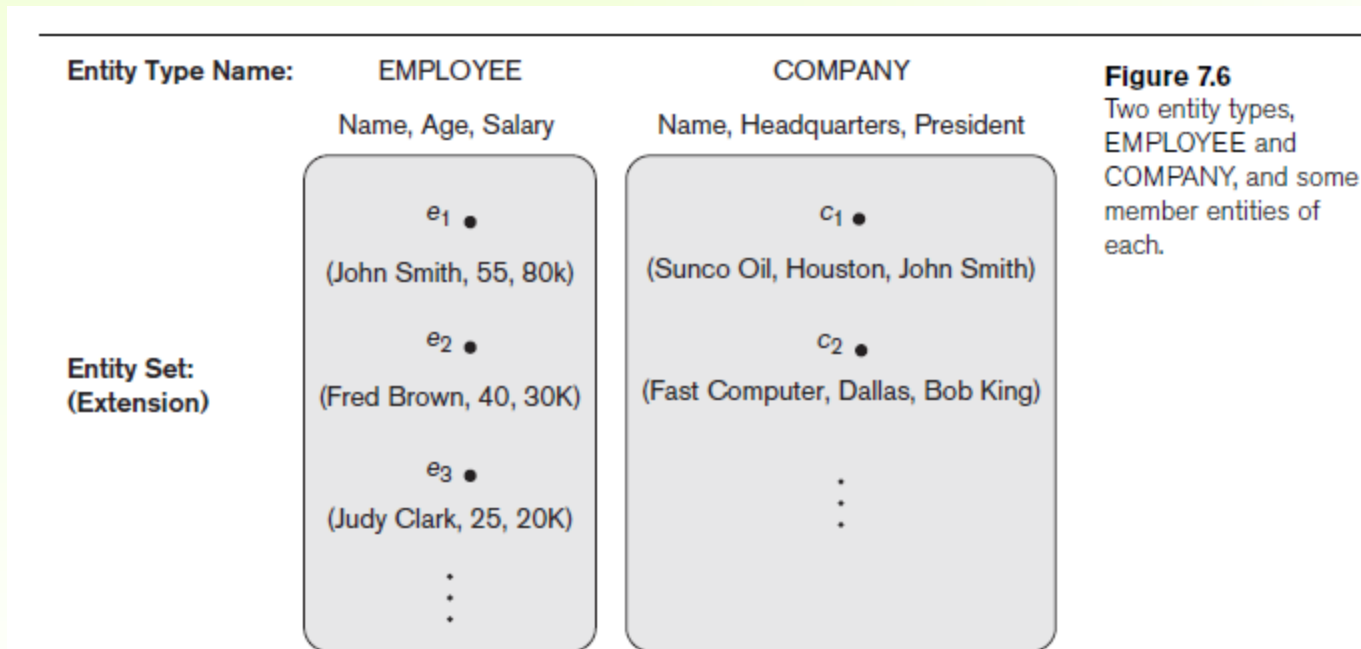 Entity Type Name: EMPLOYEE COMPANY
Name, Age, Salary Name, Headquarters, President
e1 • c1 •
(John Smith, 55, 80k) (Sunco Oil, Houston, John Smith)
e2 • c2 •
Entity Set:
(Extension)
(Fred Brown, 40, 30K) (Fast Computer, Dallas, Bob King)
e3 •
(Judy Clark, 25, 20K)
Figure 7.6
Two entity types,
EMPLOYEE and
COMPANY, and some
member entities of
each.